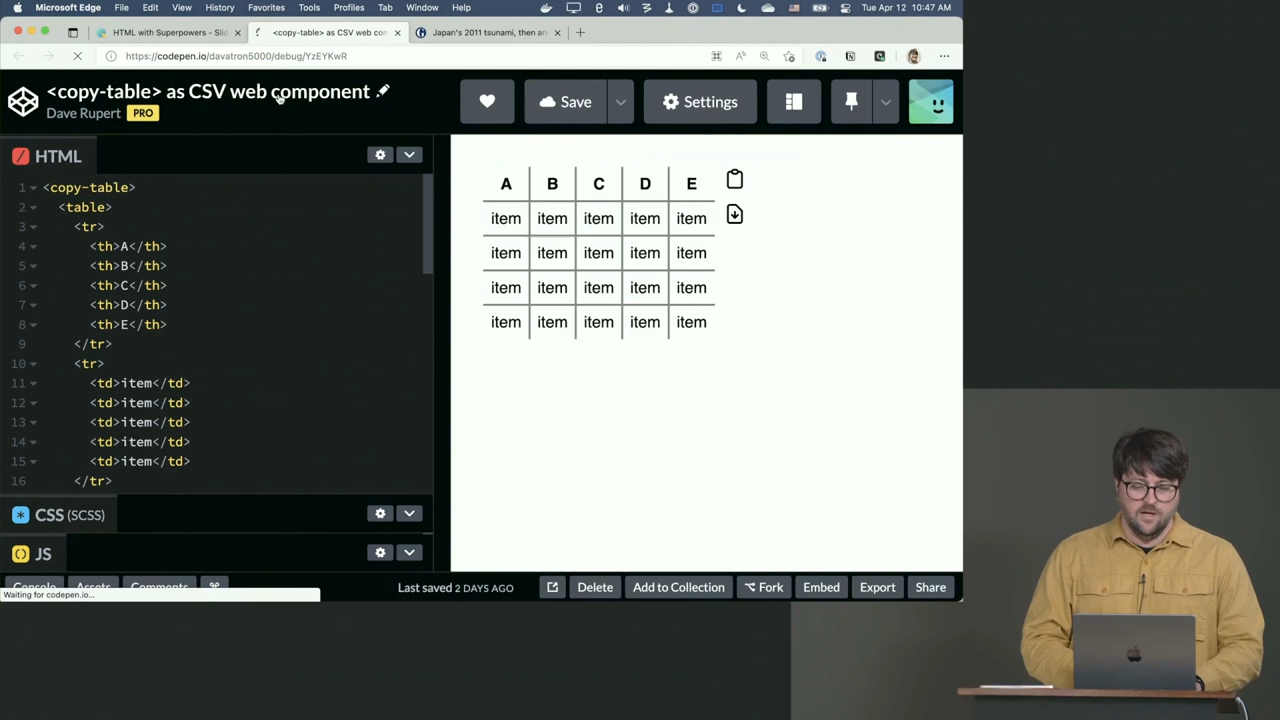 Microsoft Edge File Edit View History Favorites Tools Profiles Tab Window Help Tue Apr 12 10:47 AM
HTML with Superpowers - Slid <copy-table> as CSV web con Japan's 2011 tsunami, then an
https://codepen.io/davatron5000/debug/YzEYKwR
<copy-table> as CSV web component
Dave Rupert PRO
Save Settings
HTML
1 <copy-table>
2 <table>
3 <tr>
4 <th>A</th>
5 <th>B</th>
6 <th>C</th>
7 <th>D</th>
8 <th>E</th>
9 </tr>
10 <tr>
11 <td>item</td>
12 <td>item</td>
13 <td>item</td>
14 <td>item</td>
15 <td>item</td>
16 </tr>
CSS (SCSS)
JS
Console Assets Comments ⌘
Waiting for codepen.io...
A B C D E
item item item item item
item item item item item
item item item item item
item item item item item
Last saved 2 DAYS AGO Delete Add to Collection Fork Embed Export Share